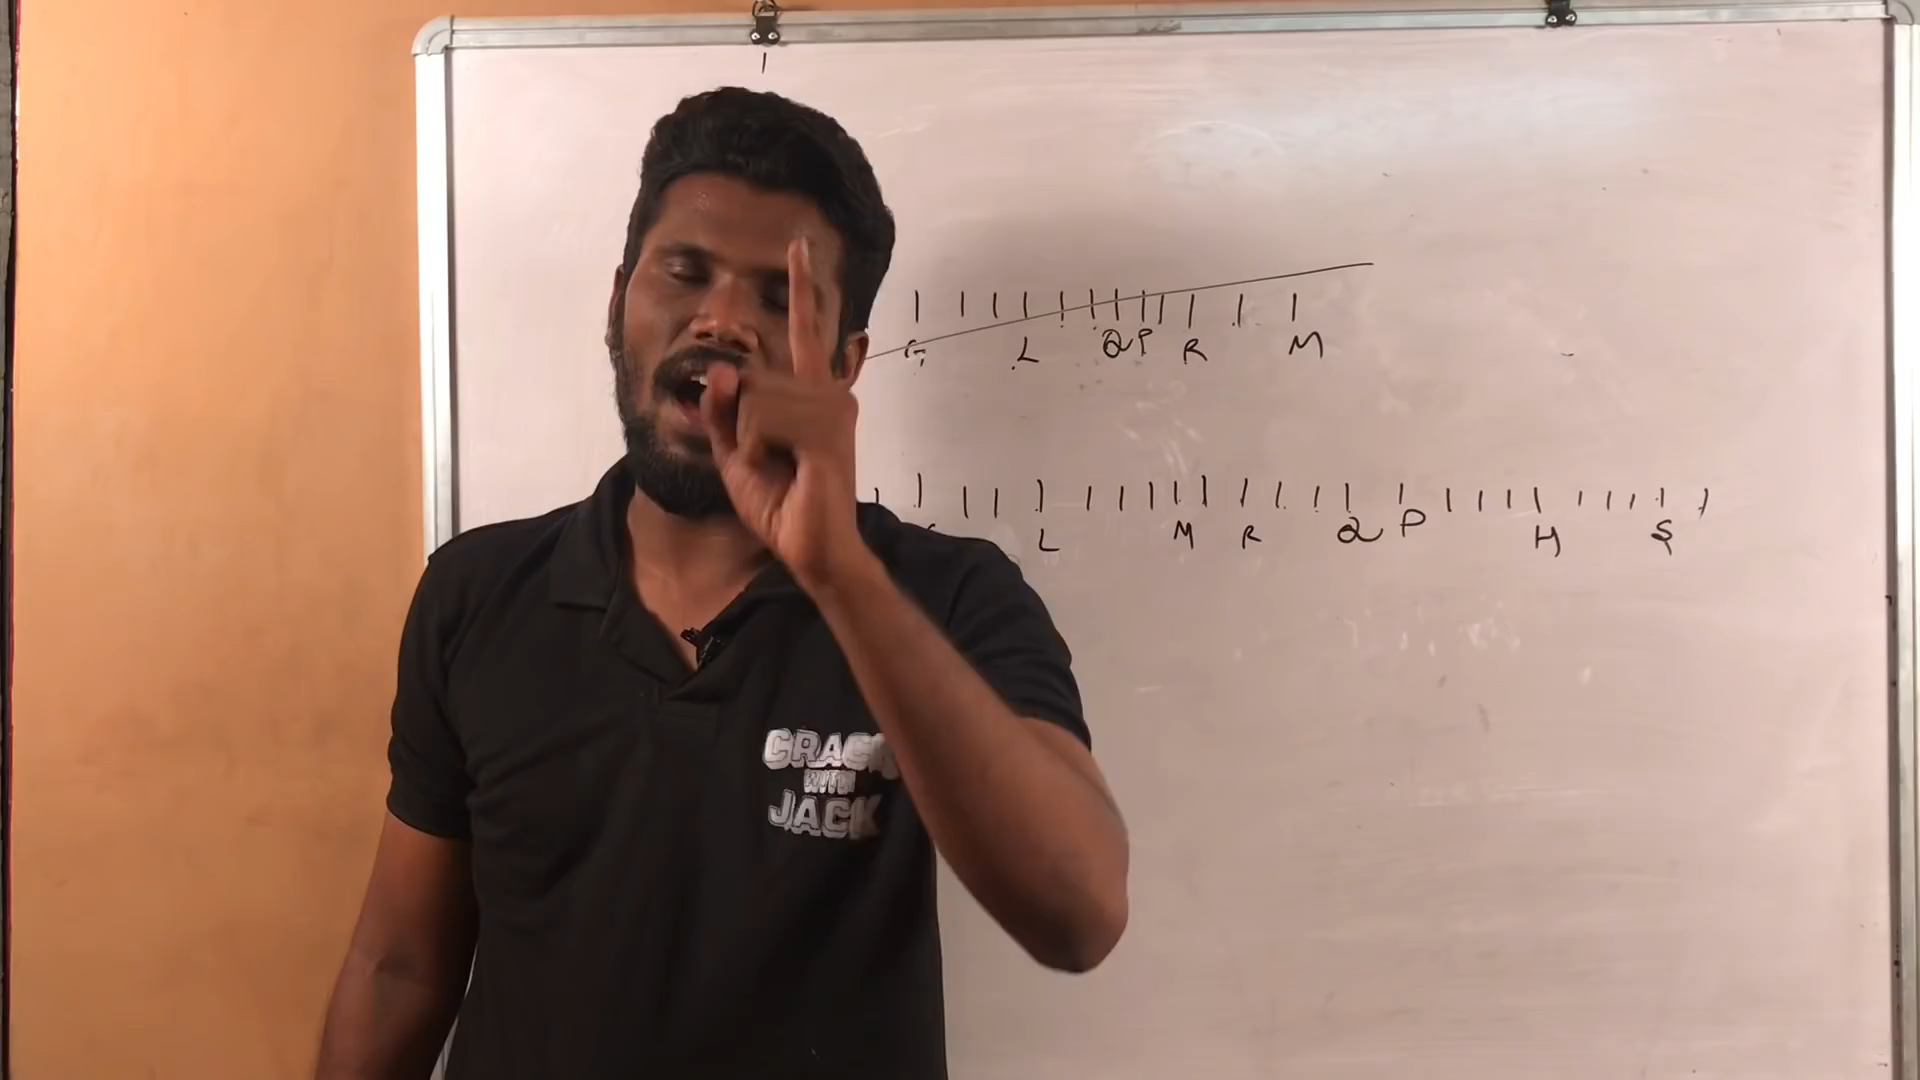 G L Q P R M
L M R Q P H S
CRACK
WITH
JACK